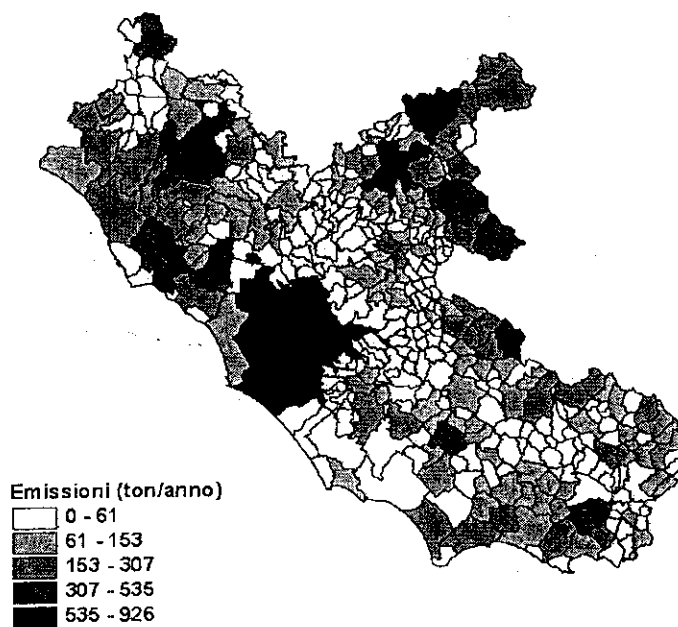 Emissioni (ton/anno)
0 - 61
61 - 153
153 - 307
307 - 535
535 - 926